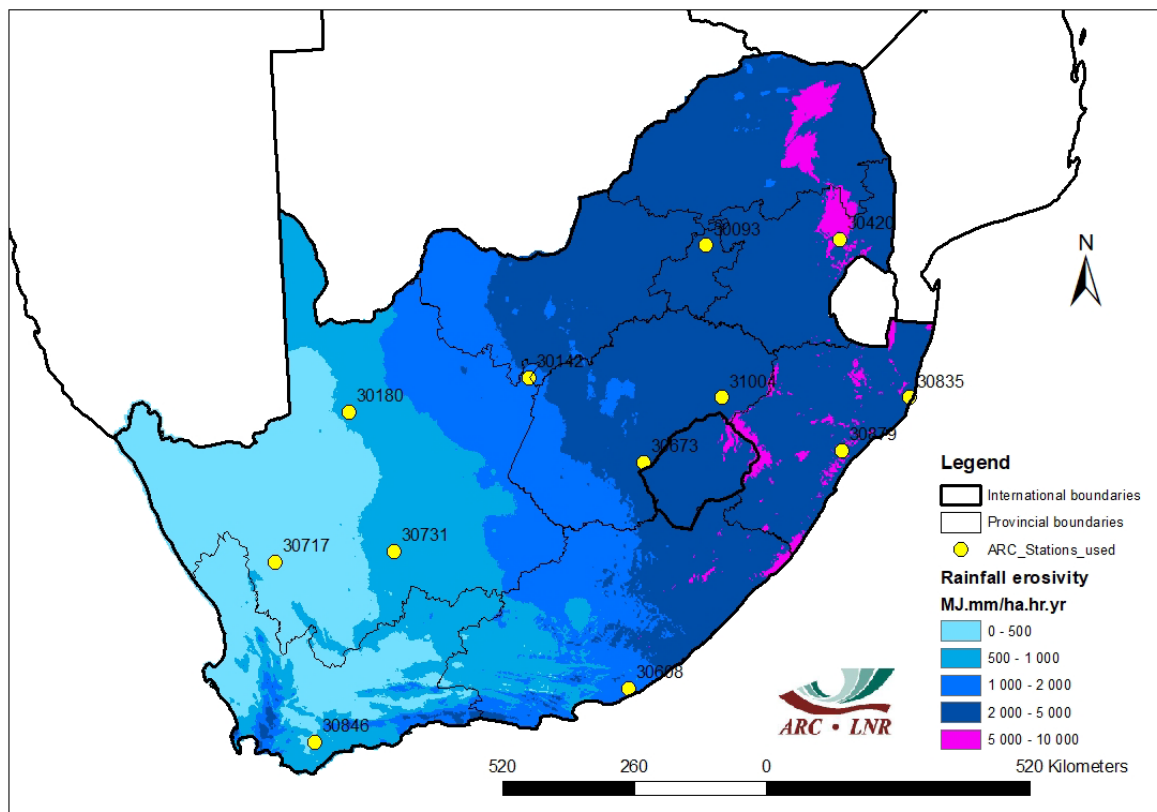 30420
30093
N
30142
31004
30835
30180
30879
30673
Legend
International boundaries
Provincial boundaries
30717
30731
ARC_Stations_used
Rainfall erosivity
MJ.mm/ha.hr.yr
0 - 500
500 - 1 000
1 000 - 2 000
2 000 - 5 000
5 000 - 10 000
30698
30846
ARC • LNR
520 260 0 520 Kilometers